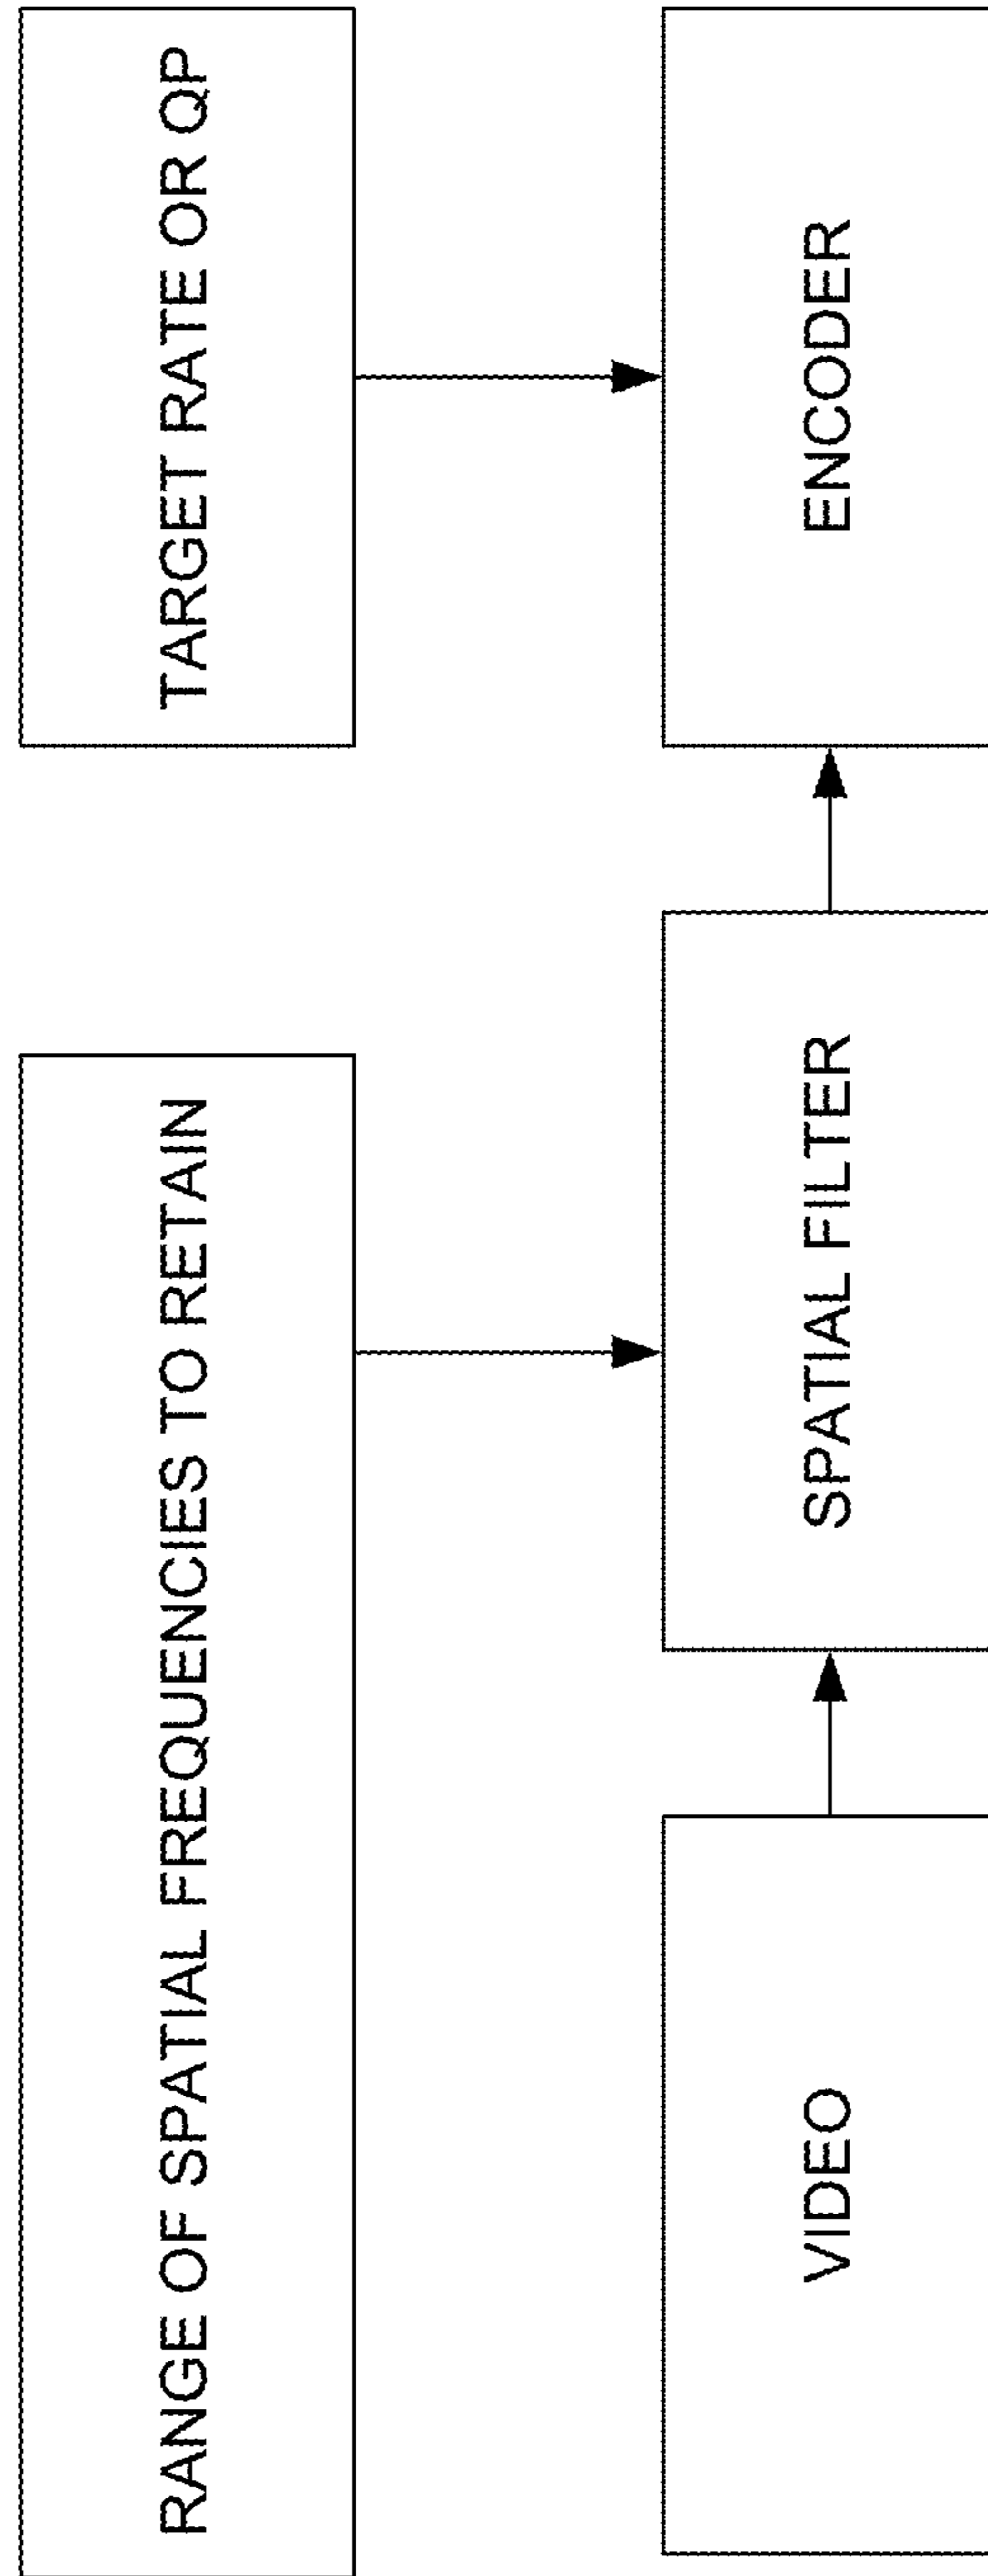 RANGE OF SPATIAL FREQUENCIES TO RETAIN
TARGET RATE OR QP
VIDEO
SPATIAL FILTER
ENCODER